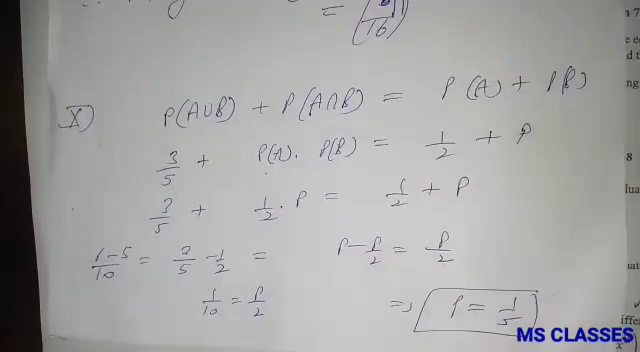 = 16
X) P(AUB) + P(A∩B) = P(A) + P(B)
3/5 + P(A). P(B) = 1/2 + P
3/5 + 1/2 . P = 1/2 + P
1-5/10 = 3/5 - 1/2 = P - P/2 = P/2
1/10 = P/2 => P = 1/5
MS CLASSES